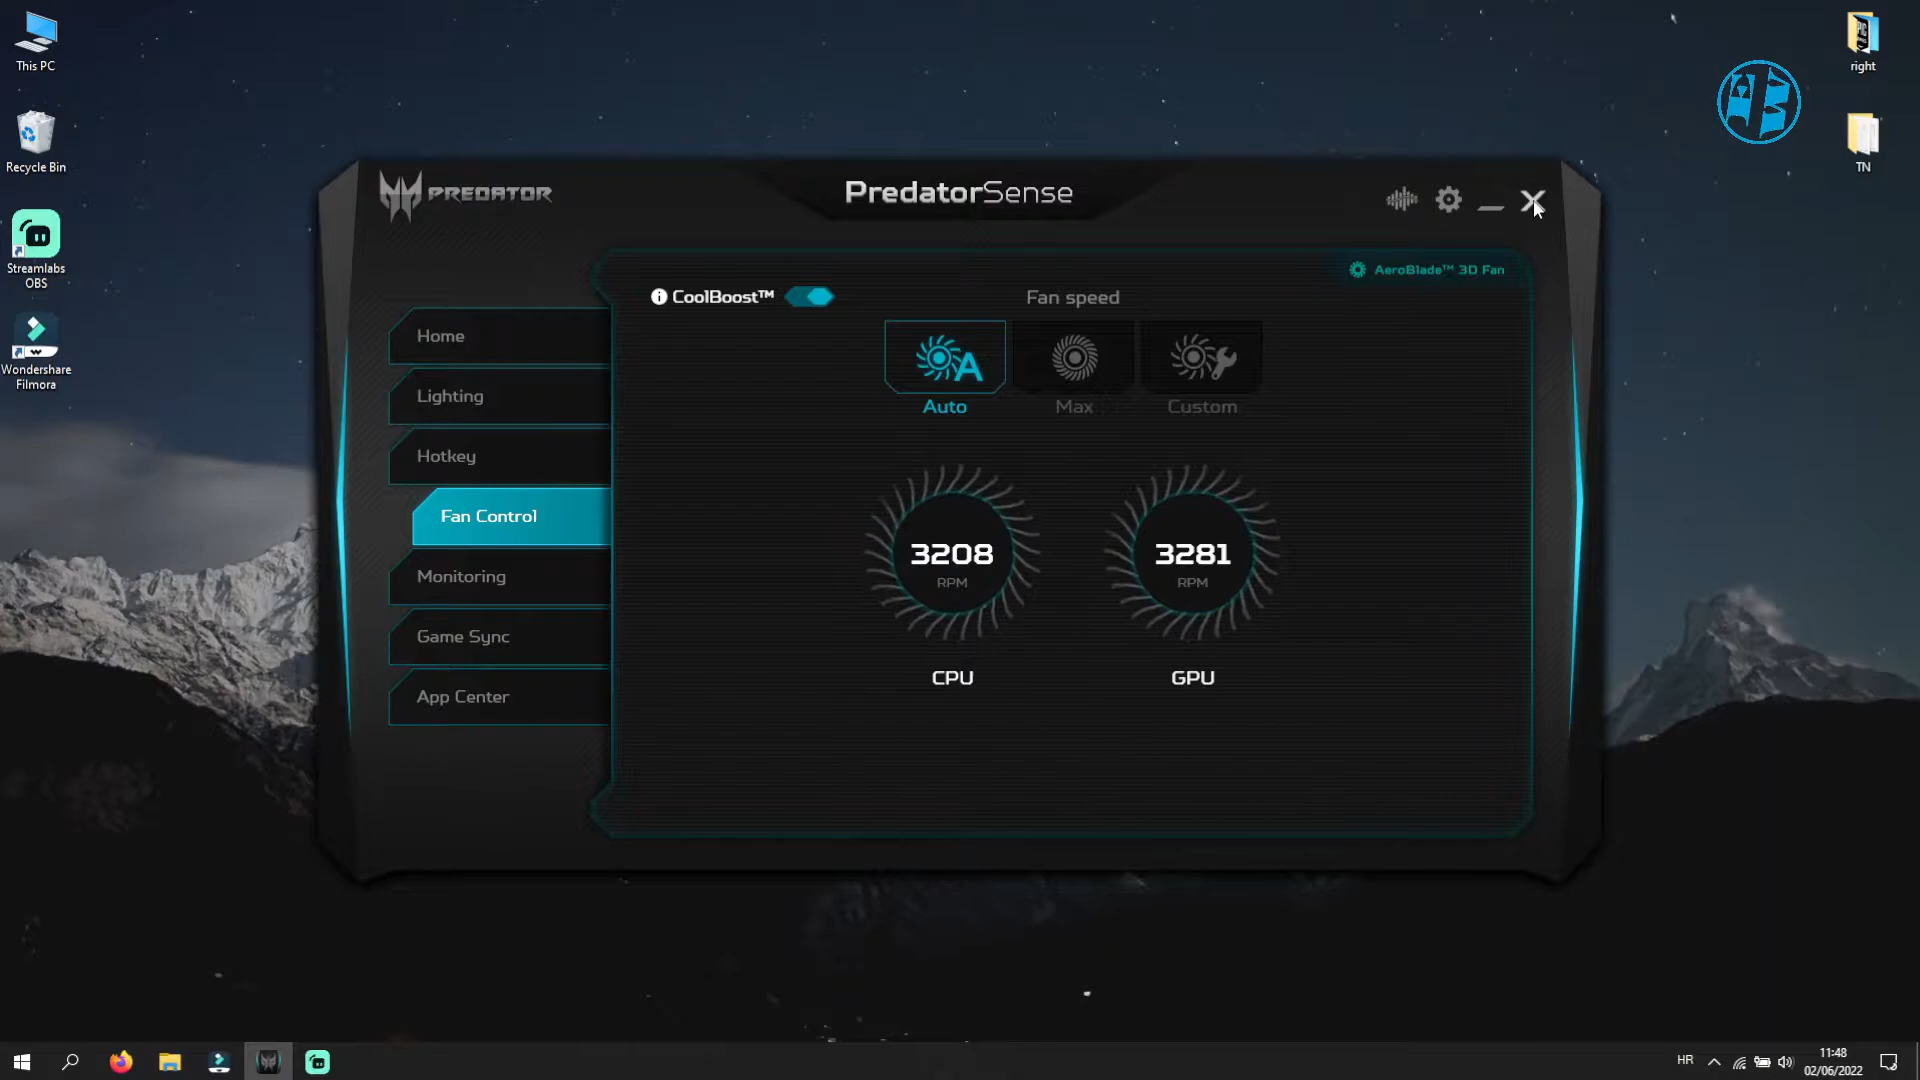 This PC
Recycle Bin
Streamlabs
OBS
Wondershare
Filmora
right
TN
PREDATOR
PredatorSense
AeroBlade™ 3D Fan
CoolBoost™
Fan speed
Auto
Max
Custom
Home
Lighting
Hotkey
Fan Control
Monitoring
Game Sync
App Center
3208
RPM
CPU
3281
RPM
GPU
HR
11:48
02/06/2022